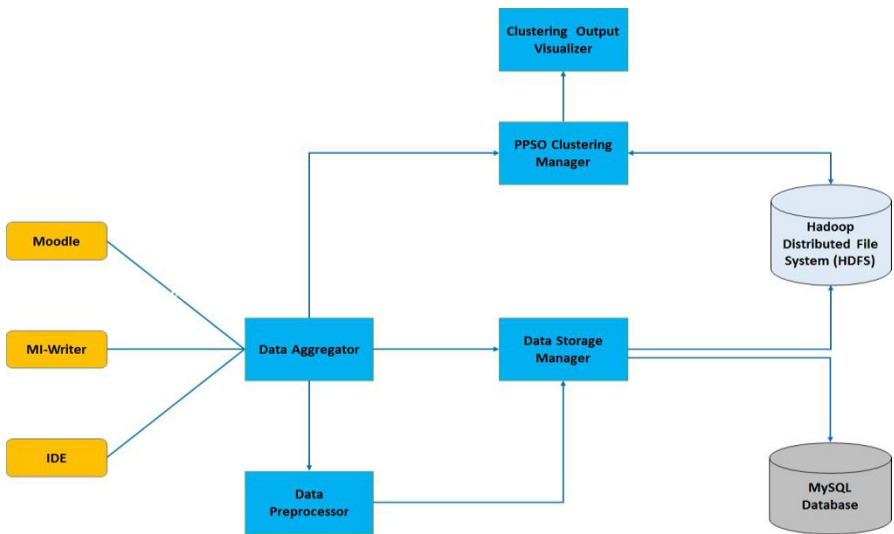 Clustering Output
Visualizer
PPSO Clustering
Manager
Hadoop
Distributed File
System (HDFS)
Moodle
MI-Writer
Data Aggregator
Data Storage
Manager
IDE
Data
Preprocessor
MySQL
Database